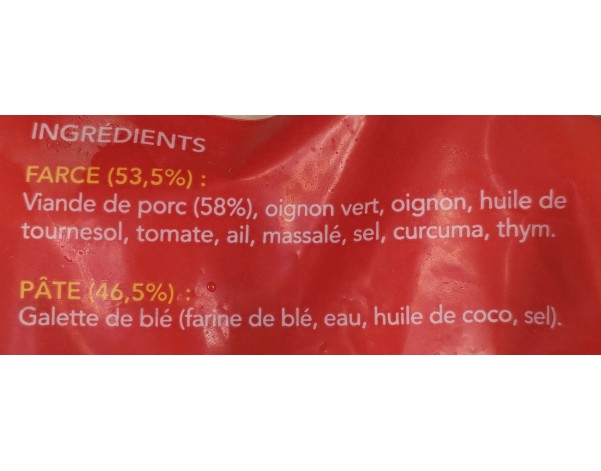 INGRÉDIENTS
FARCE (53,5%) :
Viande de porc (58%), oignon vert, oignon, huile de
tournesol, tomate, ail, massalé, sel, curcuma, thym.
PÂTE (46,5%) :
Galette de blé (farine de blé, eau, huile de coco, sel).